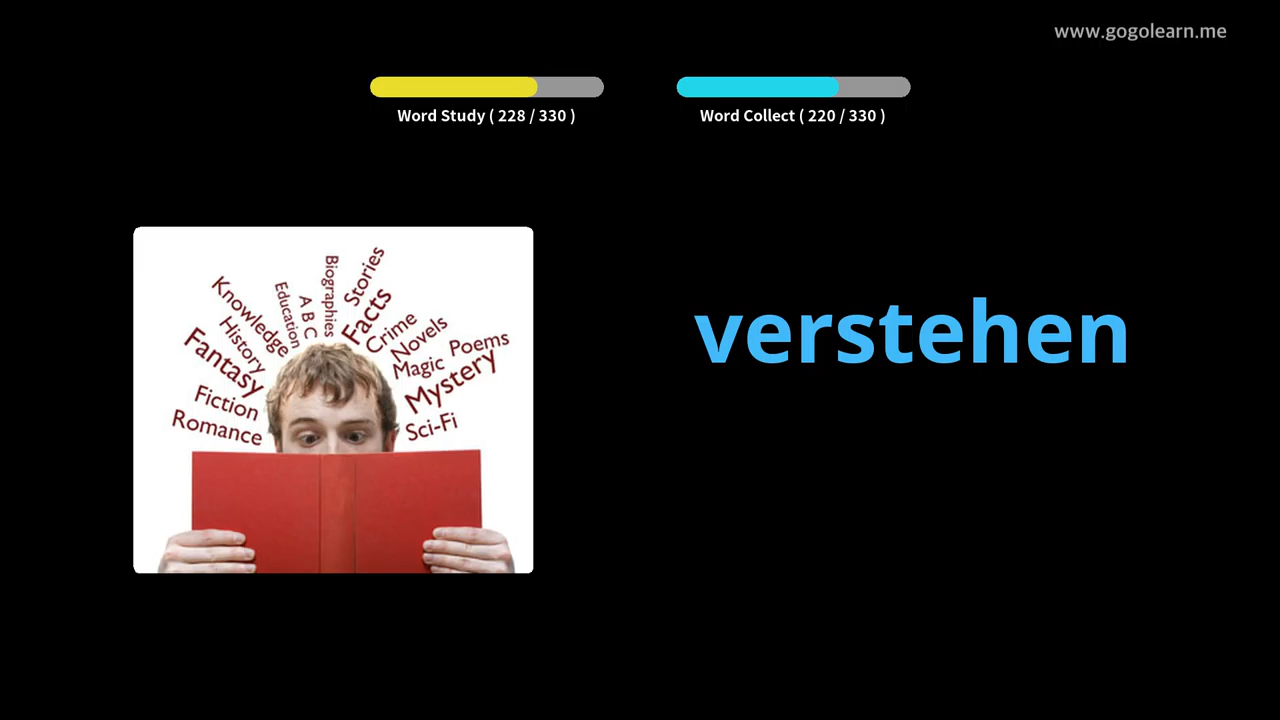 www.gogolearn.me
Word Study ( 228 / 330 )
Word Collect ( 220 / 330 )
Knowledge
Education
A B C
Biographies
Stories
Facts
Crime
Novels
Poems
History
Fantasy
Magic
Mystery
Fiction
Romance
Sci-Fi
verstehen